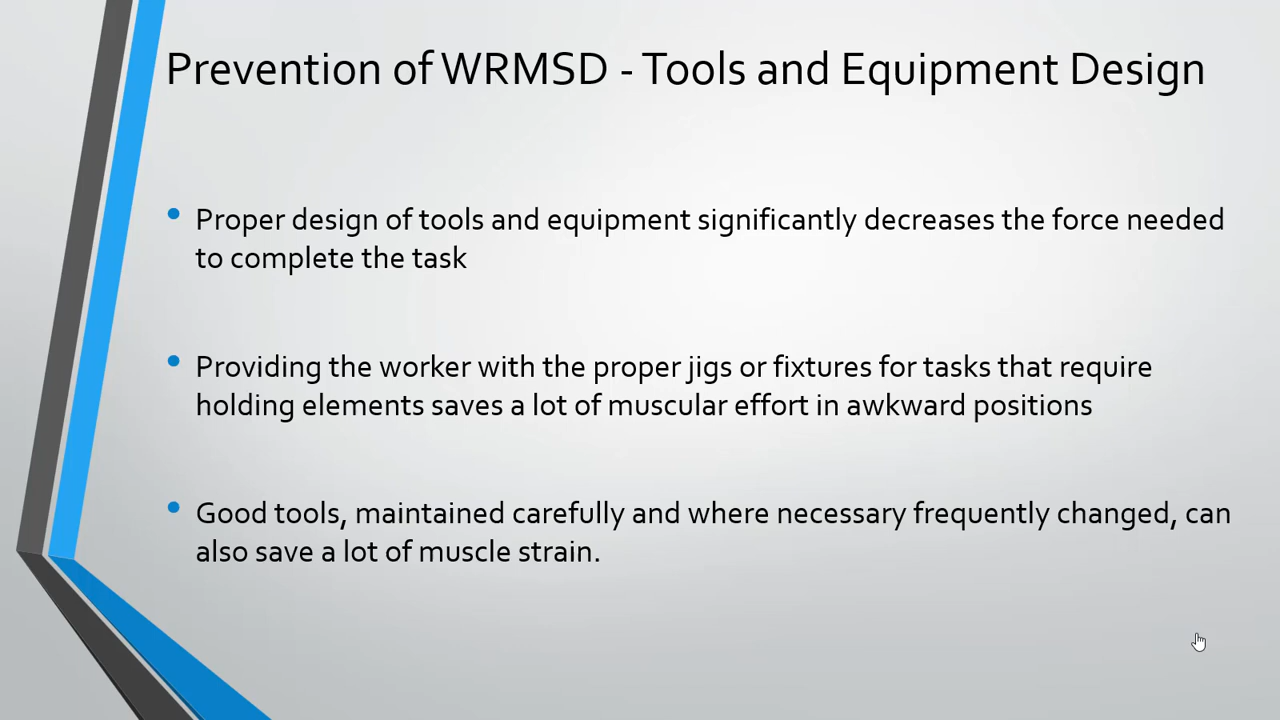 Prevention of WRMSD - Tools and Equipment Design
• Proper design of tools and equipment significantly decreases the force needed
to complete the task
• Providing the worker with the proper jigs or fixtures for tasks that require
holding elements saves a lot of muscular effort in awkward positions
• Good tools, maintained carefully and where necessary frequently changed, can
also save a lot of muscle strain.